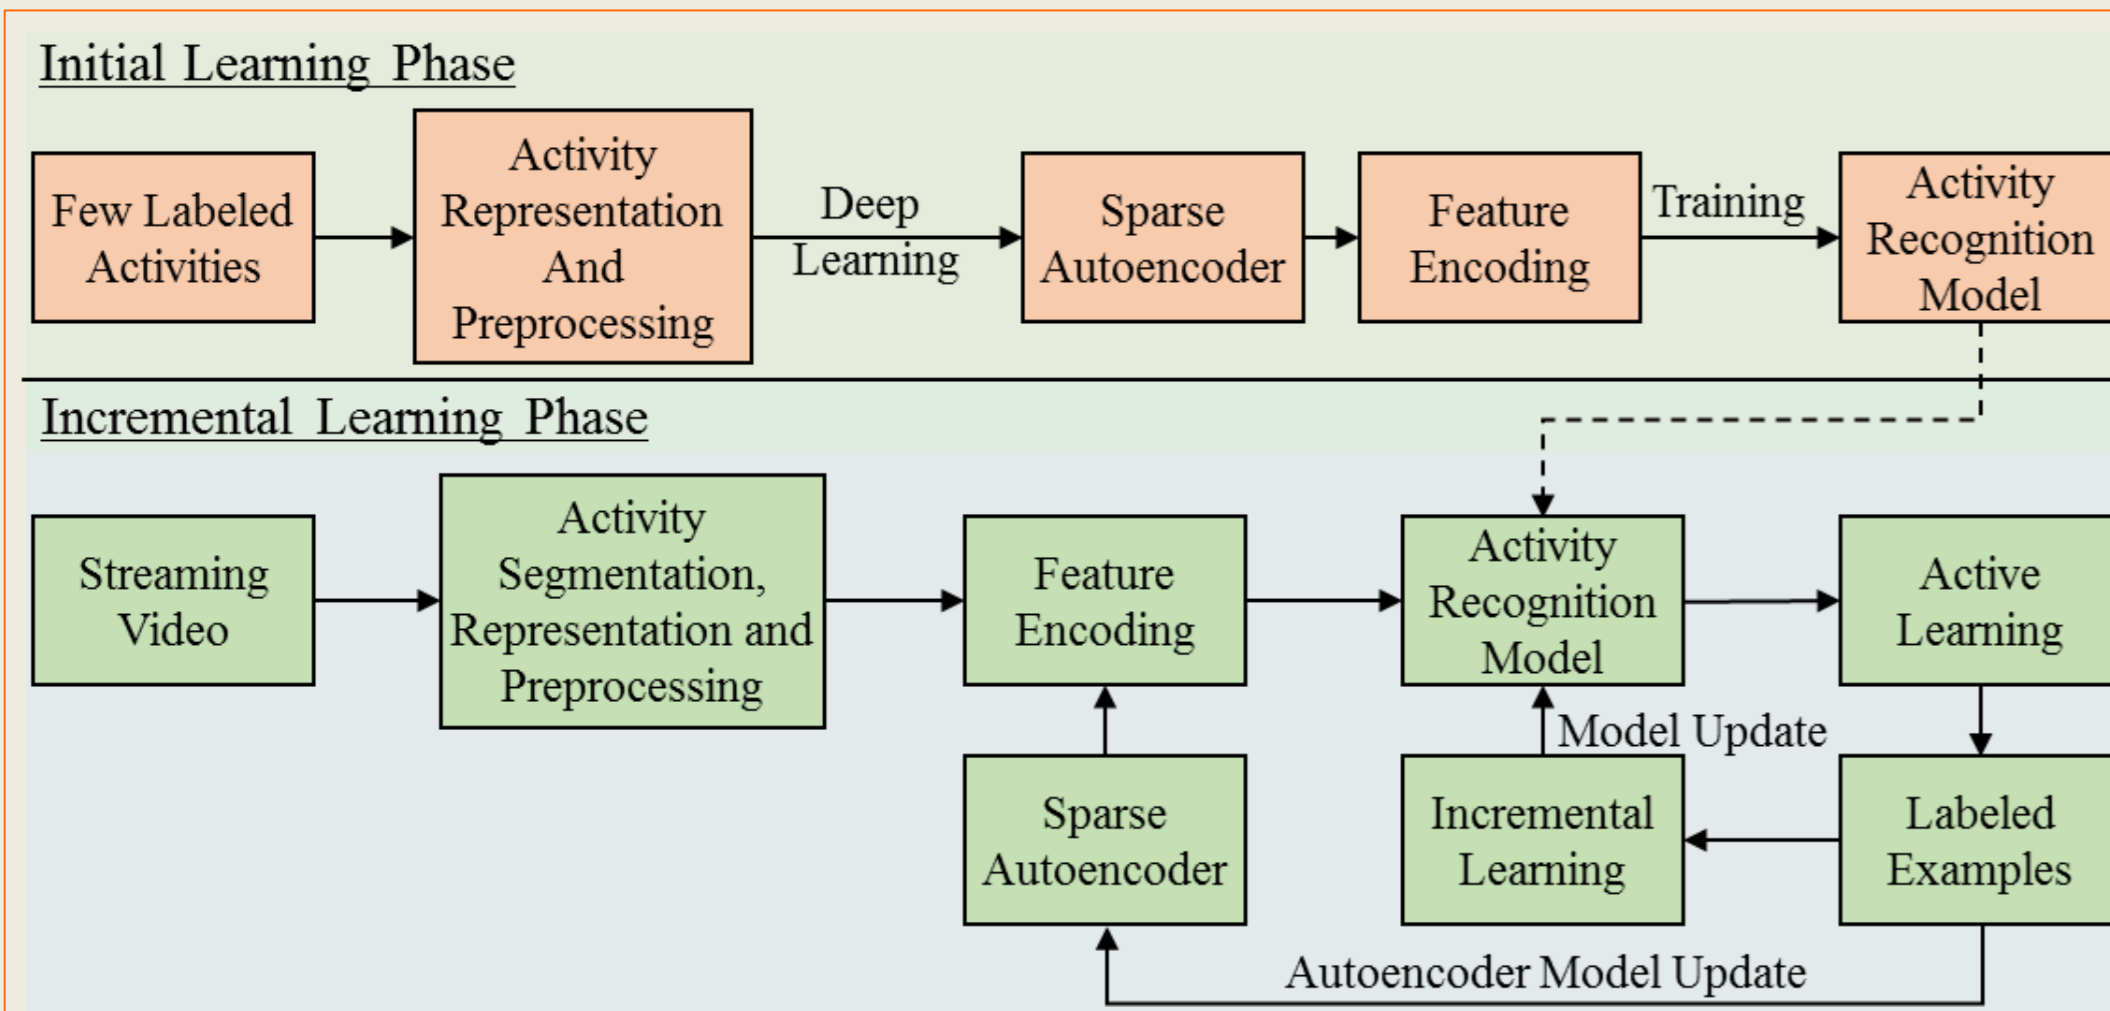 Initial Learning Phase
Few Labeled
Activities
Activity
Representation
And
Preprocessing
Deep
Learning
Sparse
Autoencoder
Feature
Encoding
Training
Activity
Recognition
Model
Incremental Learning Phase
Streaming
Video
Activity
Segmentation,
Representation and
Preprocessing
Feature
Encoding
Activity
Recognition
Model
Active
Learning
Model Update
Sparse
Autoencoder
Incremental
Learning
Labeled
Examples
Autoencoder Model Update